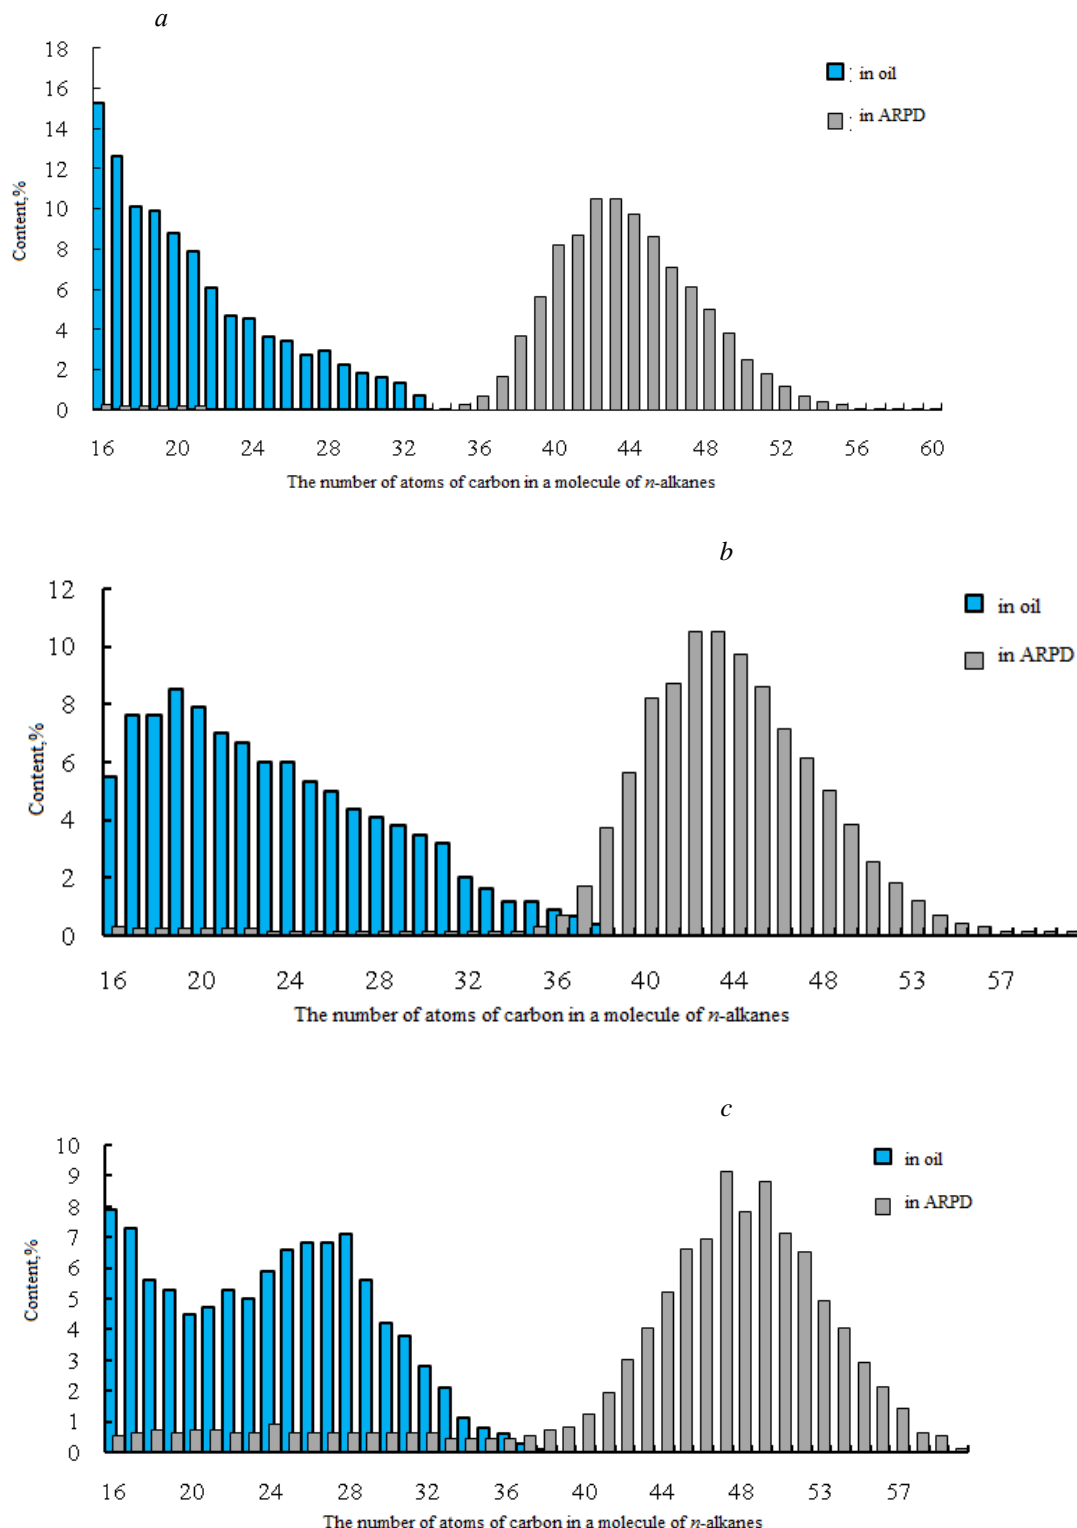 a
18
16
14
12
10
8
6
4
2
0
Content,%
: in oil
: in ARPD
16 20 24 28 32 36 40 44 48 52 56 60
The number of atoms of carbon in a molecule of n-alkanes
b
12
10
8
6
4
2
0
Content,%
in oil
in ARPD
16 20 24 28 32 36 40 44 48 53 57
The number of atoms of carbon in a molecule of n-alkanes
c
10
9
8
7
6
5
4
3
2
1
0
Content,%
in oil
in ARPD
16 20 24 28 32 36 40 44 48 53 57
The number of atoms of carbon in a molecule of n-alkanes